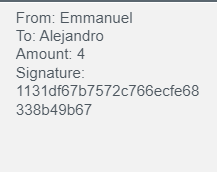 From: Emmanuel
To: Alejandro
Amount: 4
Signature:
1131df67b7572c766ecfe68
338b49b67